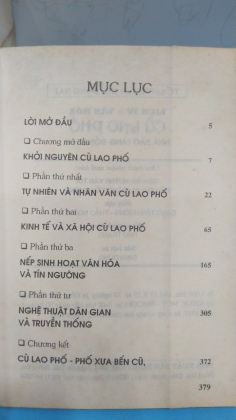 MỤC LỤC
LỜI MỞ ĐẦU 5
❑ Chương mở đầu
KHỞI NGUYÊN CÙ LAO PHỐ 7
❑ Phần thứ nhất
TỰ NHIÊN VÀ NHÂN VĂN CÙ LAO PHỐ 22
❑ Phần thứ hai
KINH TẾ VÀ XÃ HỘI CÙ LAO PHỐ 65
❑ Phần thứ ba
NẾP SINH HOẠT VĂN HÓA
VÀ TÍN NGƯỠNG 165
❑ Phần thứ tư
NGHỆ THUẬT DÂN GIAN
VÀ TRUYỀN THỐNG 305
❑ Chương kết
CÙ LAO PHỐ - PHỐ XƯA BẾN CŨ, 372
379